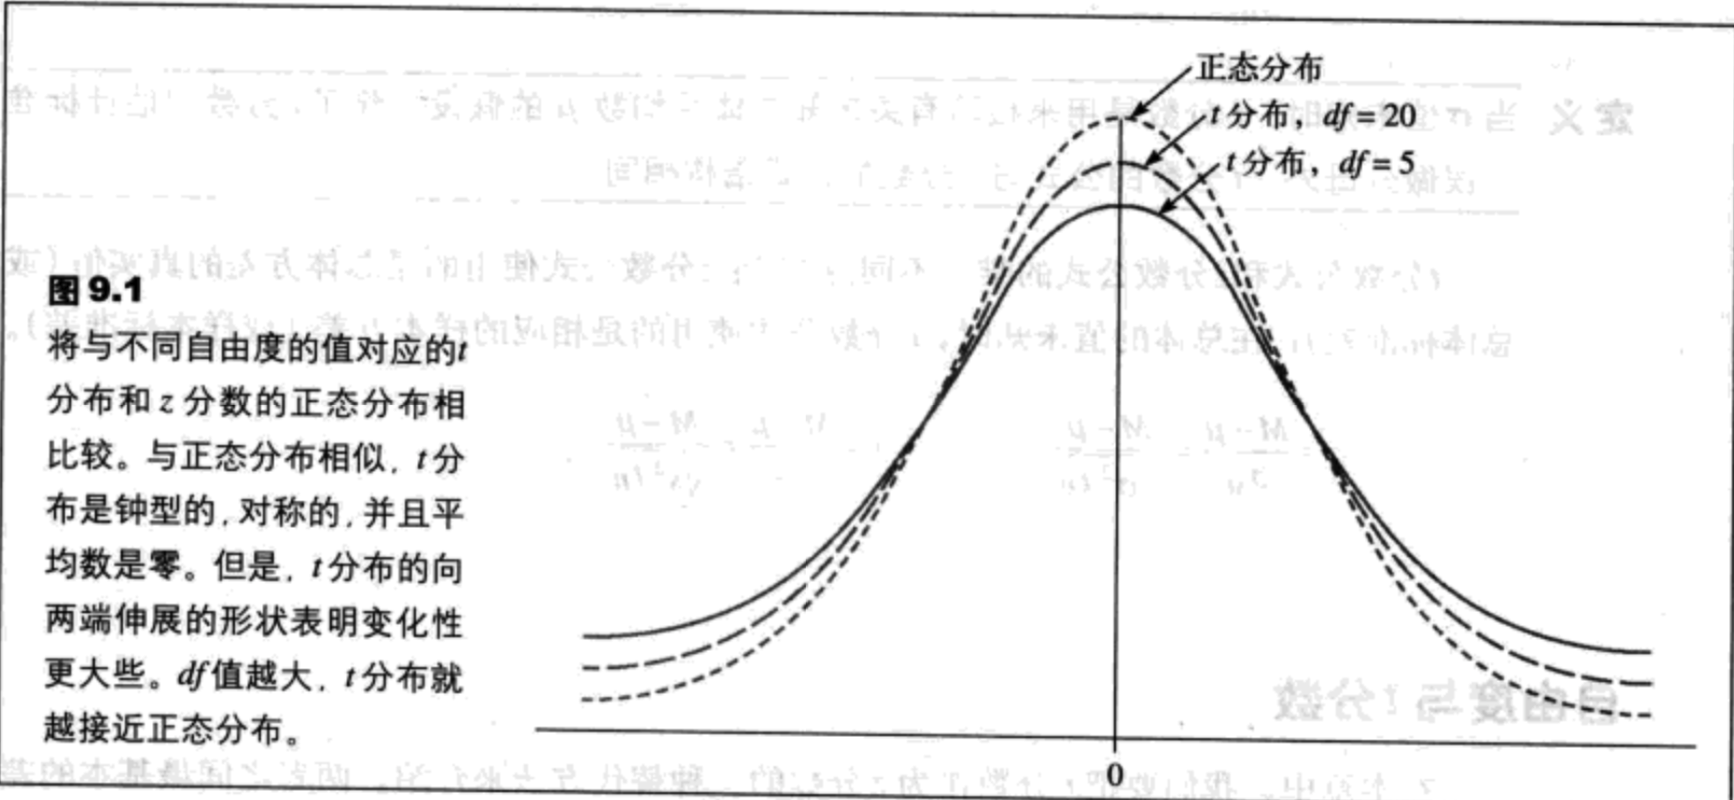 正态分布
t分布，df=20
t分布，df=5
图9.1
将与不同自由度的值对应的t
分布和z分数的正态分布相
比较。与正态分布相似，t分
布是钟型的，对称的，并且平
均数是零。但是，t分布的向
两端伸展的形状表明变化性
更大些。df值越大，t分布就
越接近正态分布。
0